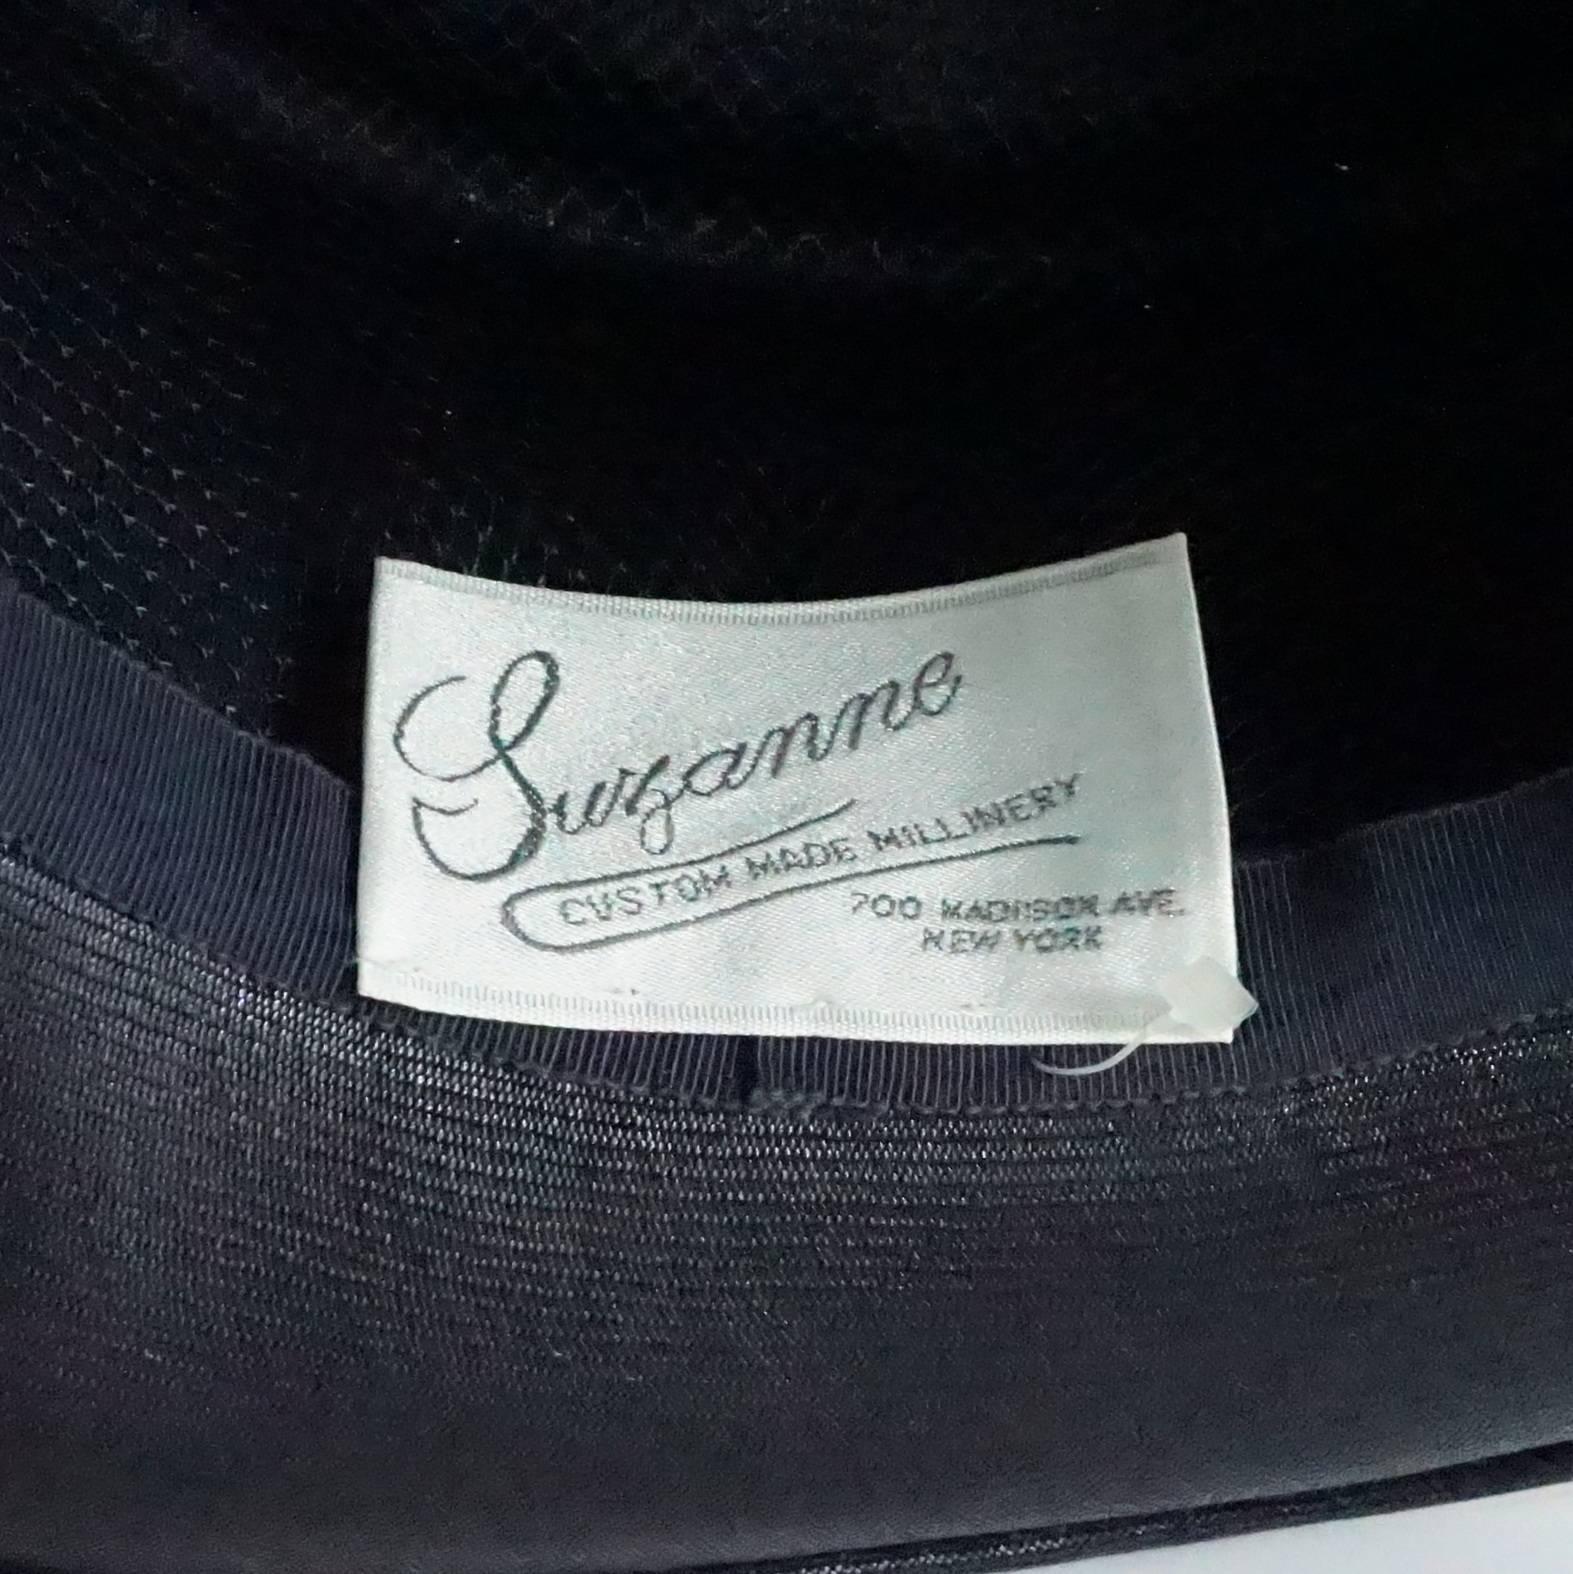 Suzanne
CUSTOM MADE MILLINERY
700 MADISON AVE.
NEW YORK